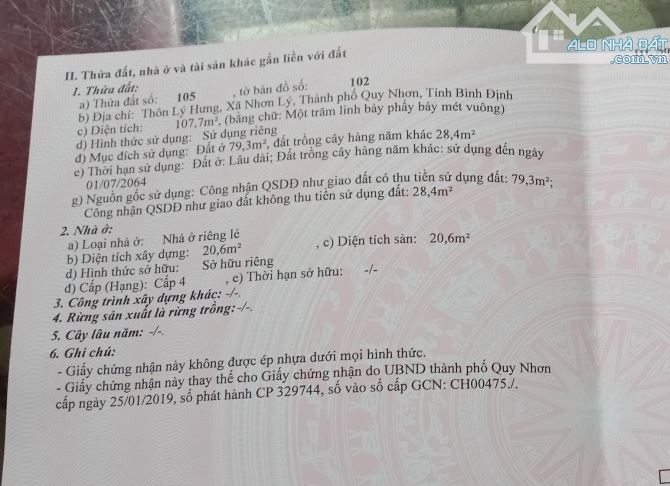 ALO NHÀ ĐẤT
.com.vn
II. Thửa đất, nhà ở và tài sản khác gắn liền với đất
1. Thửa đất:
a) Thửa đất số: 105 , tờ bản đồ số: 102
b) Địa chỉ: Thôn Lý Hưng, Xã Nhơn Lý, Thành phố Quy Nhơn, Tỉnh Bình Định
c) Diện tích: 107,7m², (bằng chữ: Một trăm linh bảy phẩy bảy mét vuông)
d) Hình thức sử dụng: Sử dụng riêng
đ) Mục đích sử dụng: Đất ở 79,3m², đất trồng cây hàng năm khác 28,4m²
e) Thời hạn sử dụng: Đất ở: Lâu dài; Đất trồng cây hàng năm khác: sử dụng đến ngày
01/07/2064
g) Nguồn gốc sử dụng: Công nhận QSDĐ như giao đất có thu tiền sử dụng đất: 79,3m²;
Công nhận QSDĐ như giao đất không thu tiền sử dụng đất: 28,4m²
2. Nhà ở:
a) Loại nhà ở: Nhà ở riêng lẻ
b) Diện tích xây dựng: 20,6m² , c) Diện tích sàn: 20,6m²
d) Hình thức sở hữu: Sở hữu riêng
đ) Cấp (Hạng): Cấp 4 , e) Thời hạn sở hữu: -/-
3. Công trình xây dựng khác: -/-.
4. Rừng sản xuất là rừng trồng: -/-.
5. Cây lâu năm: -/-.
6. Ghi chú:
- Giấy chứng nhận này không được ép nhựa dưới mọi hình thức.
- Giấy chứng nhận này thay thế cho Giấy chứng nhận do UBND thành phố Quy Nhơn
cấp ngày 25/01/2019, số phát hành CP 329744, số vào sổ cấp GCN: CH00475./.